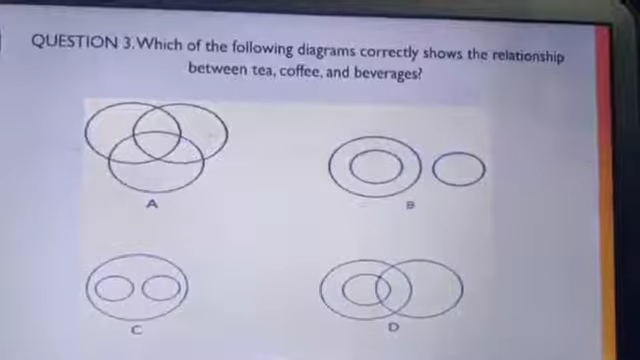 QUESTION 3. Which of the following diagrams correctly shows the relationship
between tea, coffee, and beverages?
A
B
C
D